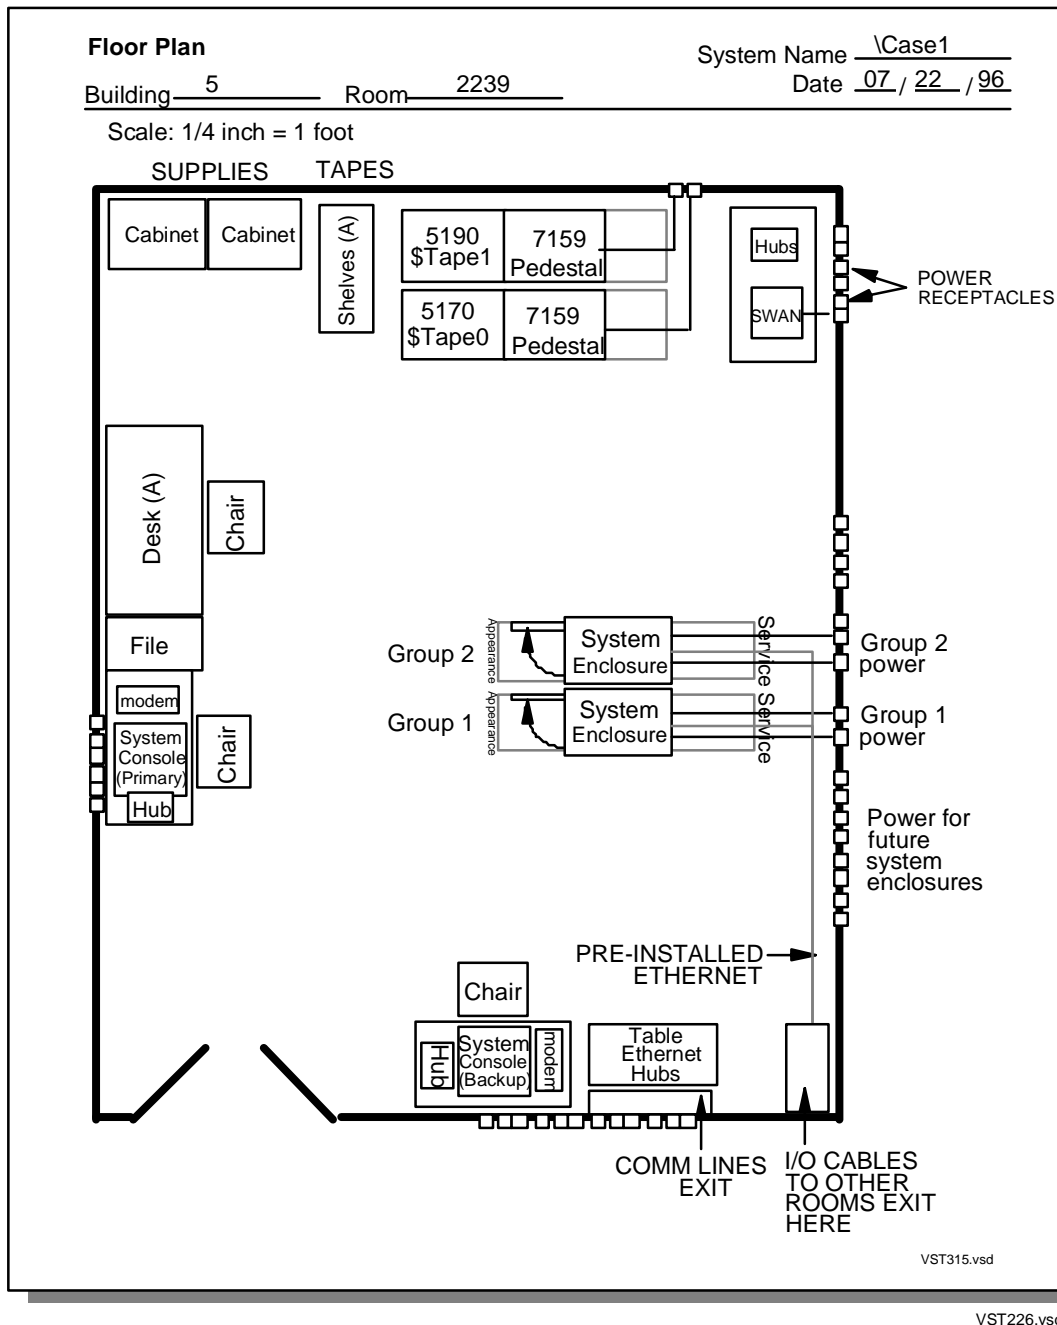 Floor Plan
System Name \Case1
Building 5 Room 2239
Date 07 / 22 / 96
Scale: 1/4 inch = 1 foot
SUPPLIES
TAPES
Cabinet
Cabinet
Shelves (A)
5190
$Tape1
7159
Pedestal
5170
$Tape0
7159
Pedestal
Hubs
SWAN
POWER
RECEPTACLES
Desk (A)
Chair
File
modem
System
Console
(Primary)
Hub
Chair
Group 2
Appearance
System
Enclosure
Service
Group 2
power
Group 1
Appearance
System
Enclosure
Service
Group 1
power
Power for
future
system
enclosures
PRE-INSTALLED
ETHERNET
Chair
Hub
System
Console
(Backup)
modem
Table
Ethernet
Hubs
COMM LINES
EXIT
I/O CABLES
TO OTHER
ROOMS EXIT
HERE
VST315.vsd
VST226.vsd